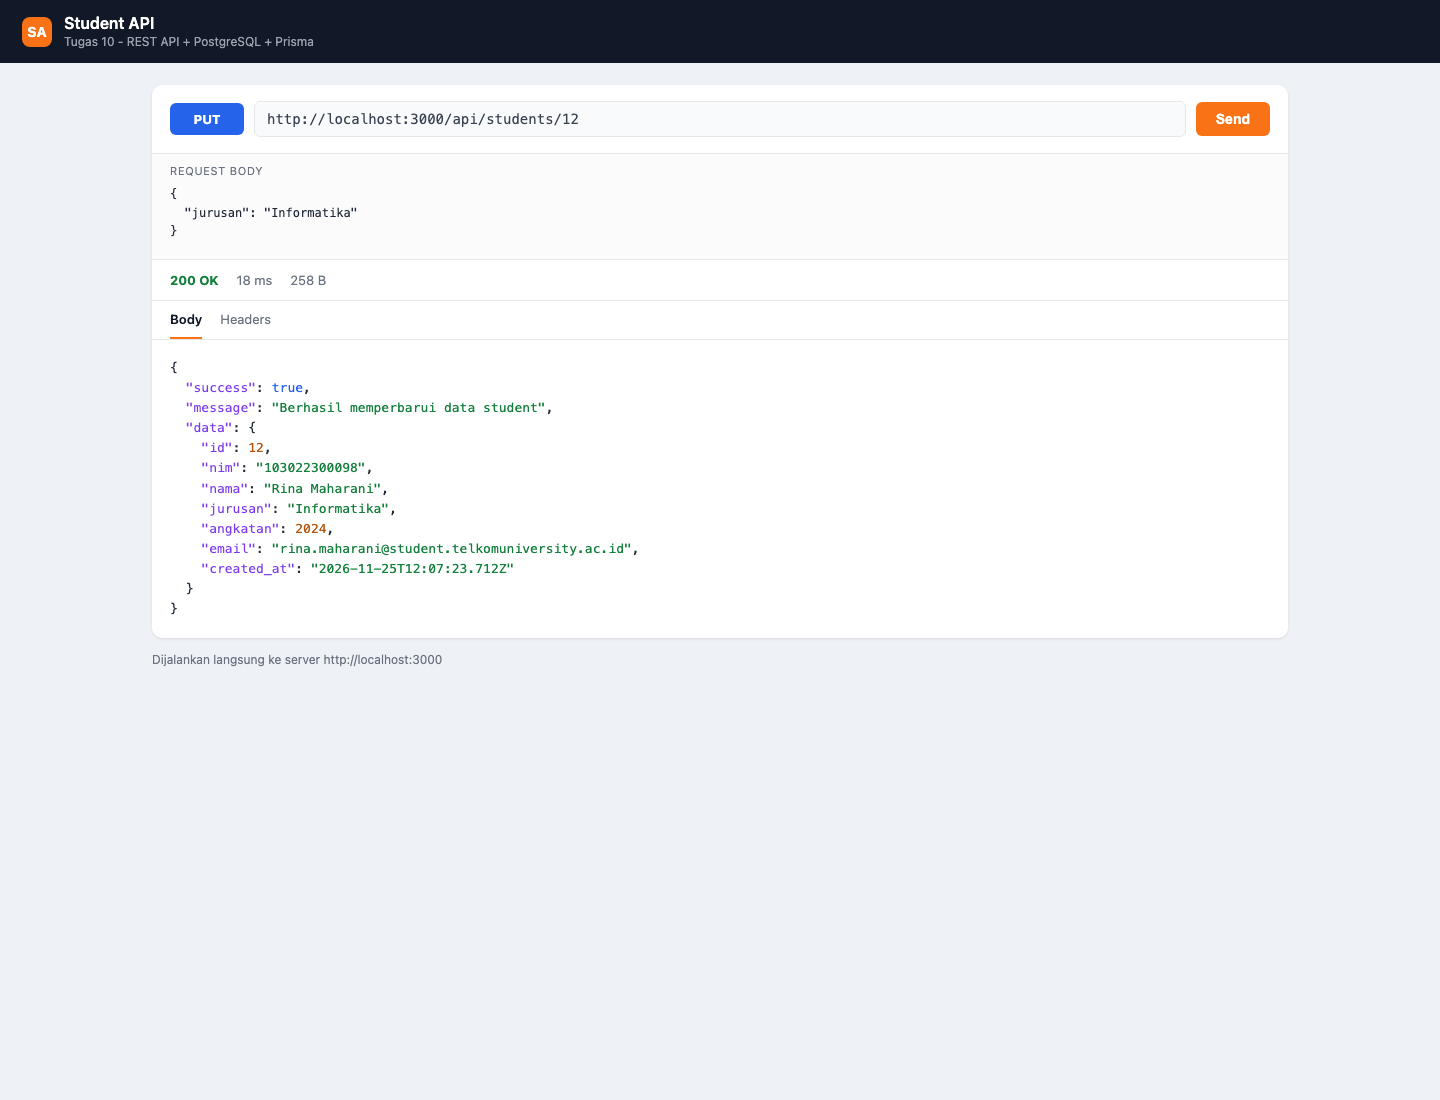 SA
Student API
Tugas 10 - REST API + PostgreSQL + Prisma
PUT
http://localhost:3000/api/students/12
Send
REQUEST BODY
{
  "jurusan": "Informatika"
}
200 OK 18 ms 258 B
Body Headers
{
  "success": true,
  "message": "Berhasil memperbarui data student",
  "data": {
    "id": 12,
    "nim": "103022300098",
    "nama": "Rina Maharani",
    "jurusan": "Informatika",
    "angkatan": 2024,
    "email": "rina.maharani@student.telkomuniversity.ac.id",
    "created_at": "2026-11-25T12:07:23.712Z"
  }
}
Dijalankan langsung ke server http://localhost:3000